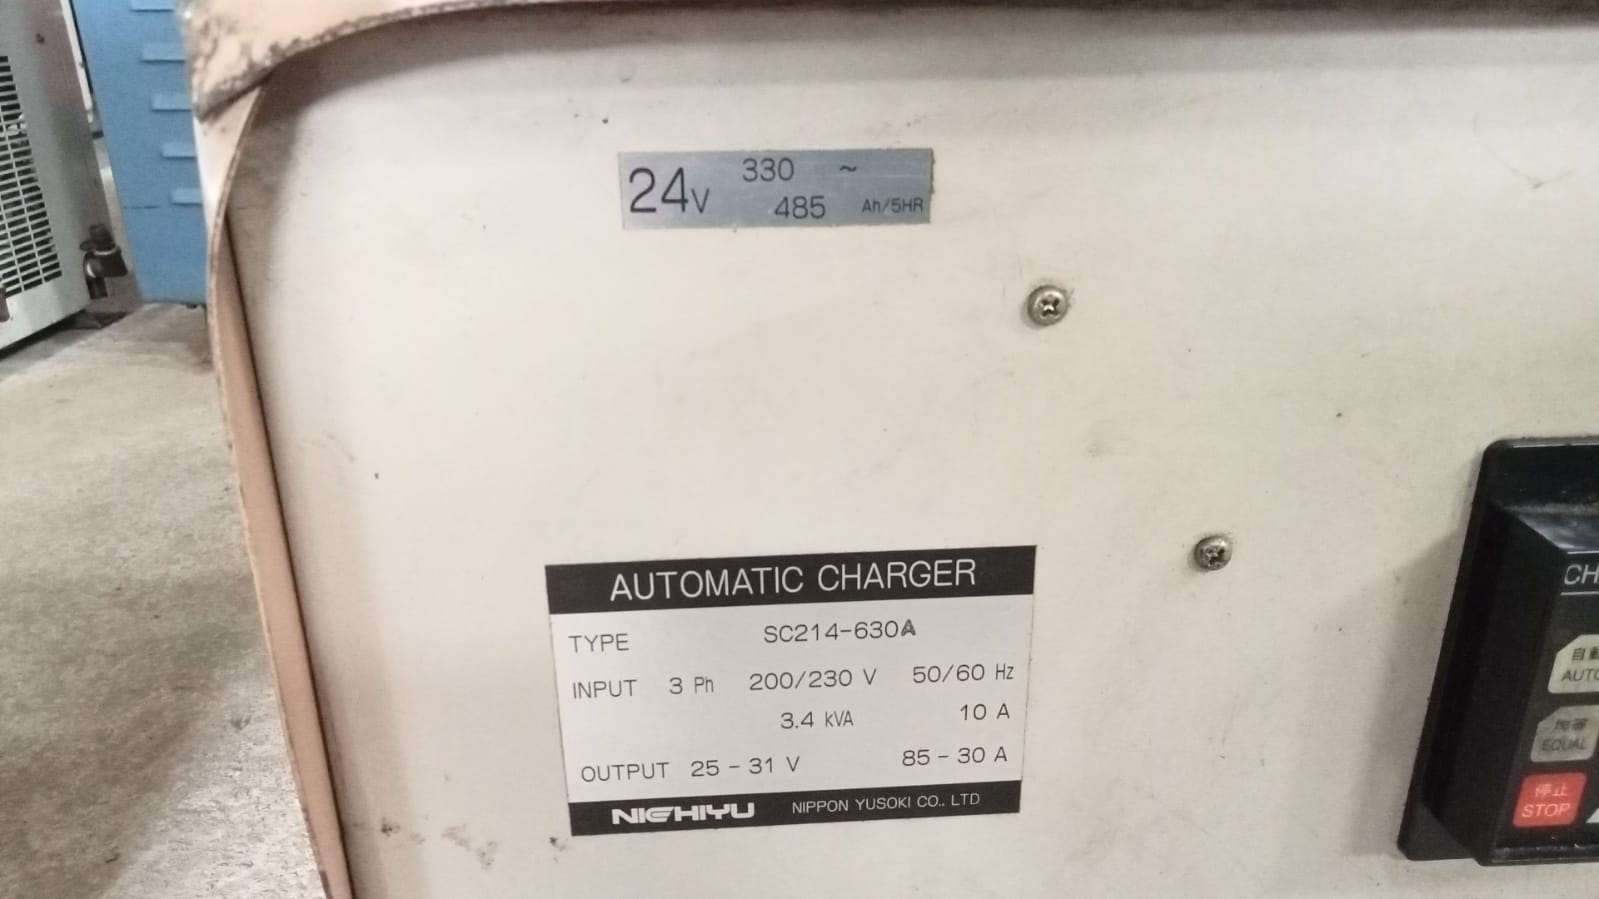 24V 330 ~
485 Ah/5HR
AUTOMATIC CHARGER
TYPE SC214-630A
INPUT 3 Ph 200/230 V 50/60 Hz
3.4 kVA 10 A
OUTPUT 25 - 31 V 85 - 30 A
NICHIYU NIPPON YUSOKI CO., LTD
CH
自動
AUTO
均等
EQUAL
停止
STOP